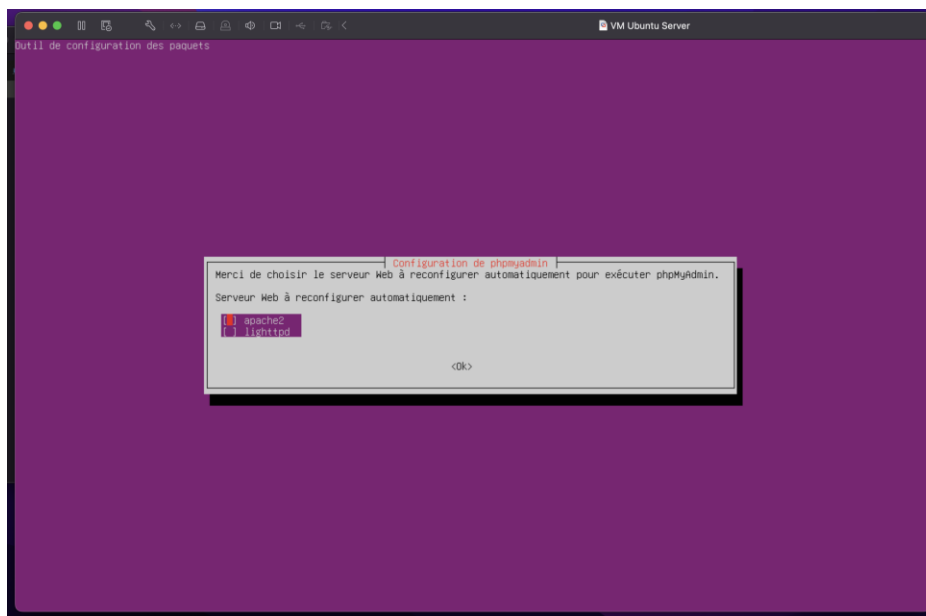 VM Ubuntu Server
Outil de configuration des paquets
Configuration de phpmyadmin
Merci de choisir le serveur Web à reconfigurer automatiquement pour exécuter phpMyAdmin.
Serveur Web à reconfigurer automatiquement :
[ ] apache2
[ ] lighttpd
<Ok>